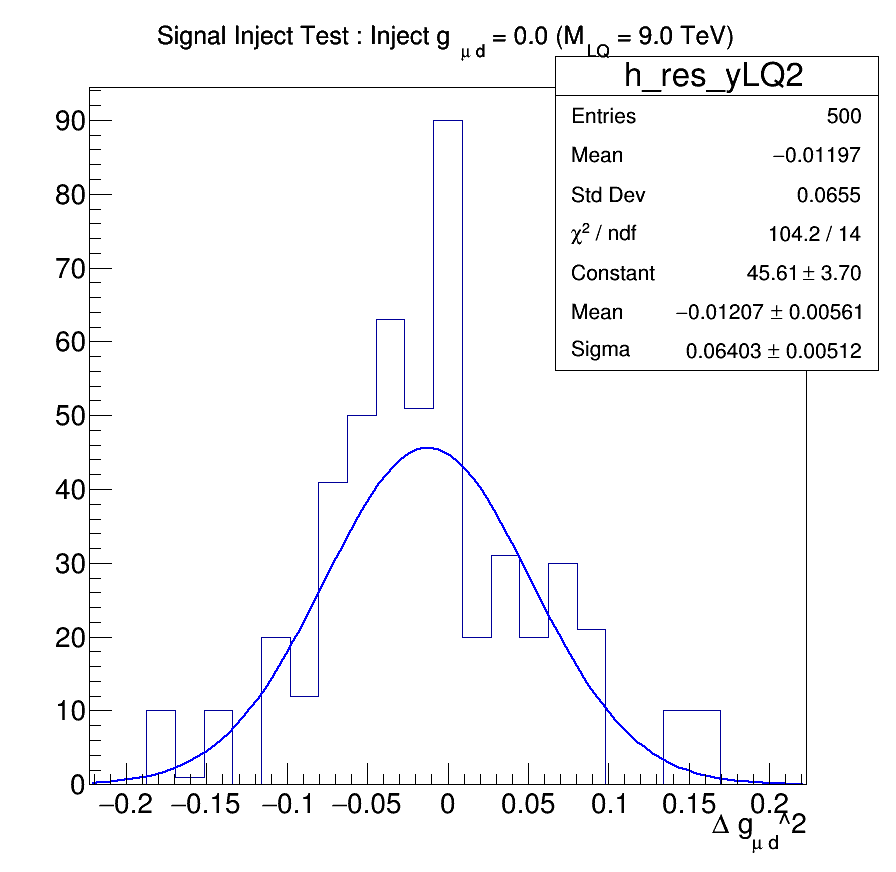 Signal Inject Test : Inject g μ d = 0.0 (M LQ = 9.0 TeV)
h_res_yLQ2
Entries 500
Mean −0.01197
Std Dev 0.0655
χ² / ndf 104.2 / 14
Constant 45.61 ± 3.70
Mean −0.01207 ± 0.00561
Sigma 0.06403 ± 0.00512
90
80
70
60
50
40
30
20
10
0
−0.2 −0.15 −0.1 −0.05 0 0.05 0.1 0.15 0.2
Δ g μ d ^2